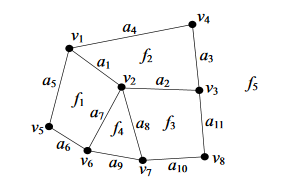 v₁ a₄ v₄
f₂ a₃
a₁
a₅ v₂ a₂ v₃ f₅
f₁ a₇ a₈ f₃ a₁₁
v₅ f₄
a₆ v₆ a₉ v₇ a₁₀ v₈